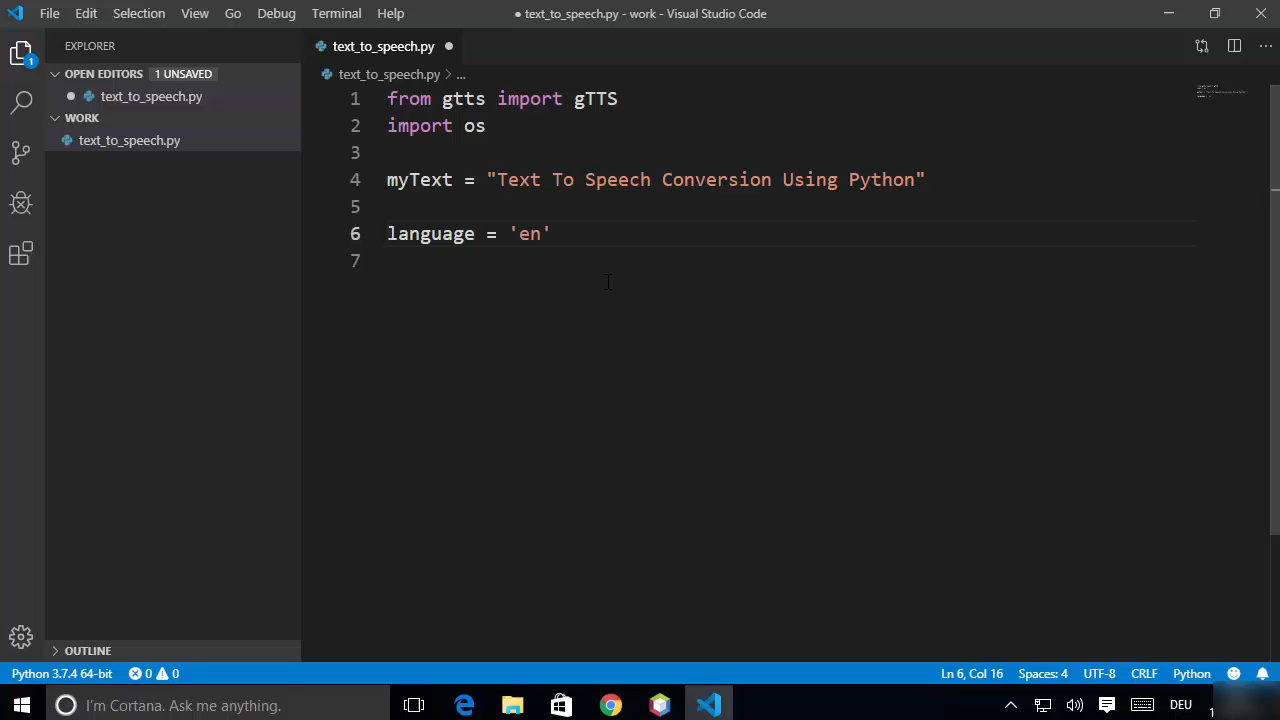 File Edit Selection View Go Debug Terminal Help
● text_to_speech.py - work - Visual Studio Code
EXPLORER
text_to_speech.py ●
OPEN EDITORS 1 UNSAVED
● text_to_speech.py
text_to_speech.py > ...
WORK
text_to_speech.py
1
1 from gtts import gTTS
2 import os
3
4 myText = "Text To Speech Conversion Using Python"
5
6 language = 'en'
7
OUTLINE
Python 3.7.4 64-bit 0 0 Ln 6, Col 16 Spaces: 4 UTF-8 CRLF Python
I'm Cortana. Ask me anything. DEU